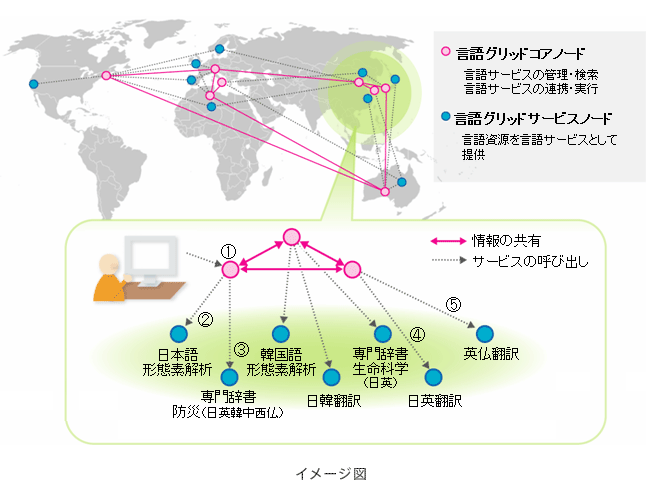 言語グリッドコアノード
言語サービスの管理・検索
言語サービスの連携・実行
言語グリッドサービスノード
言語資源を言語サービスとして
提供
情報の共有
サービスの呼び出し
①
②
③
④
⑤
日本語
形態素解析
専門辞書
防災(日英韓中西仏)
韓国語
形態素解析
日韓翻訳
専門辞書
生命科学
(日英)
日英翻訳
英仏翻訳
イメージ図